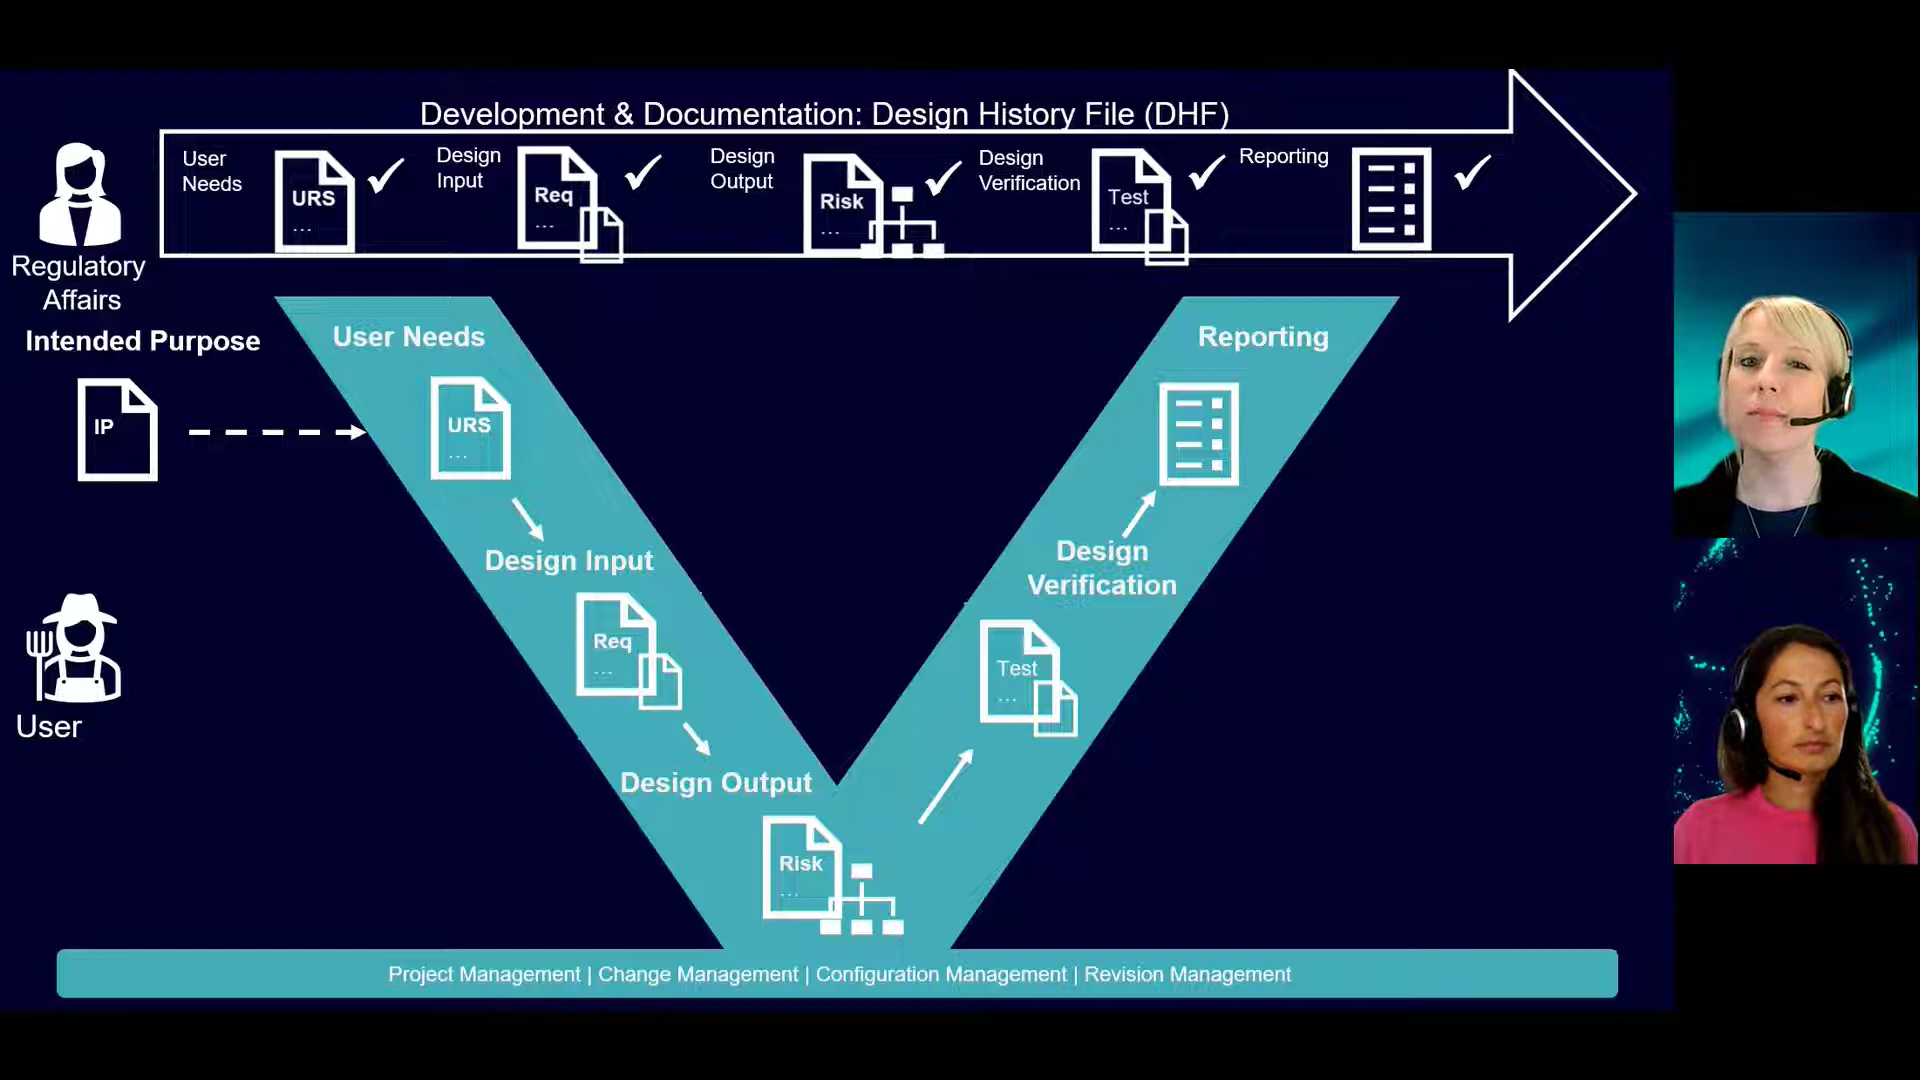 Development & Documentation: Design History File (DHF)
User
Needs
URS
...
Design
Input
Req
...
Design
Output
Risk
...
Design
Verification
Test
...
Reporting
Regulatory
Affairs
Intended Purpose
IP
User Needs
URS
...
Design Input
Req
...
Design Output
Risk
...
Reporting
Design
Verification
Test
...
User
Project Management | Change Management | Configuration Management | Revision Management